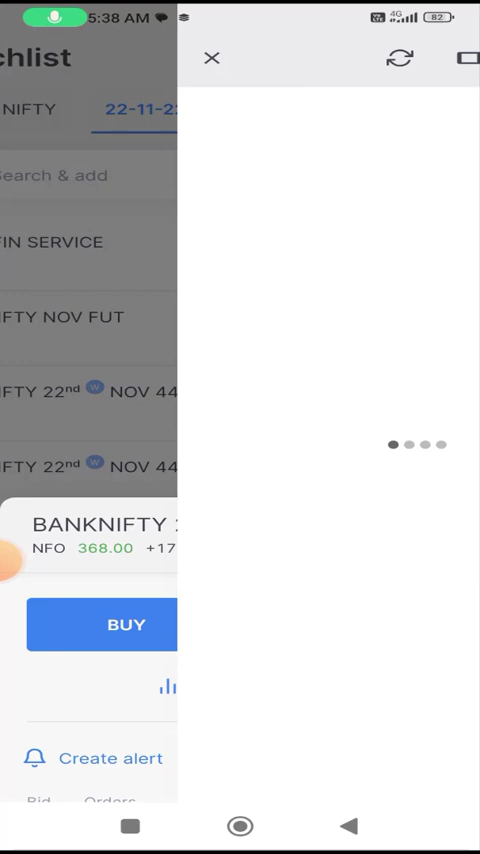 5:38 AM
4G 82
chlist
NIFTY 22-11-2
Search & add
FIN SERVICE
IFTY NOV FUT
IFTY 22nd W NOV 44
IFTY 22nd W NOV 44
BANKNIFTY
NFO 368.00 +17
BUY
Create alert
Bid Orders